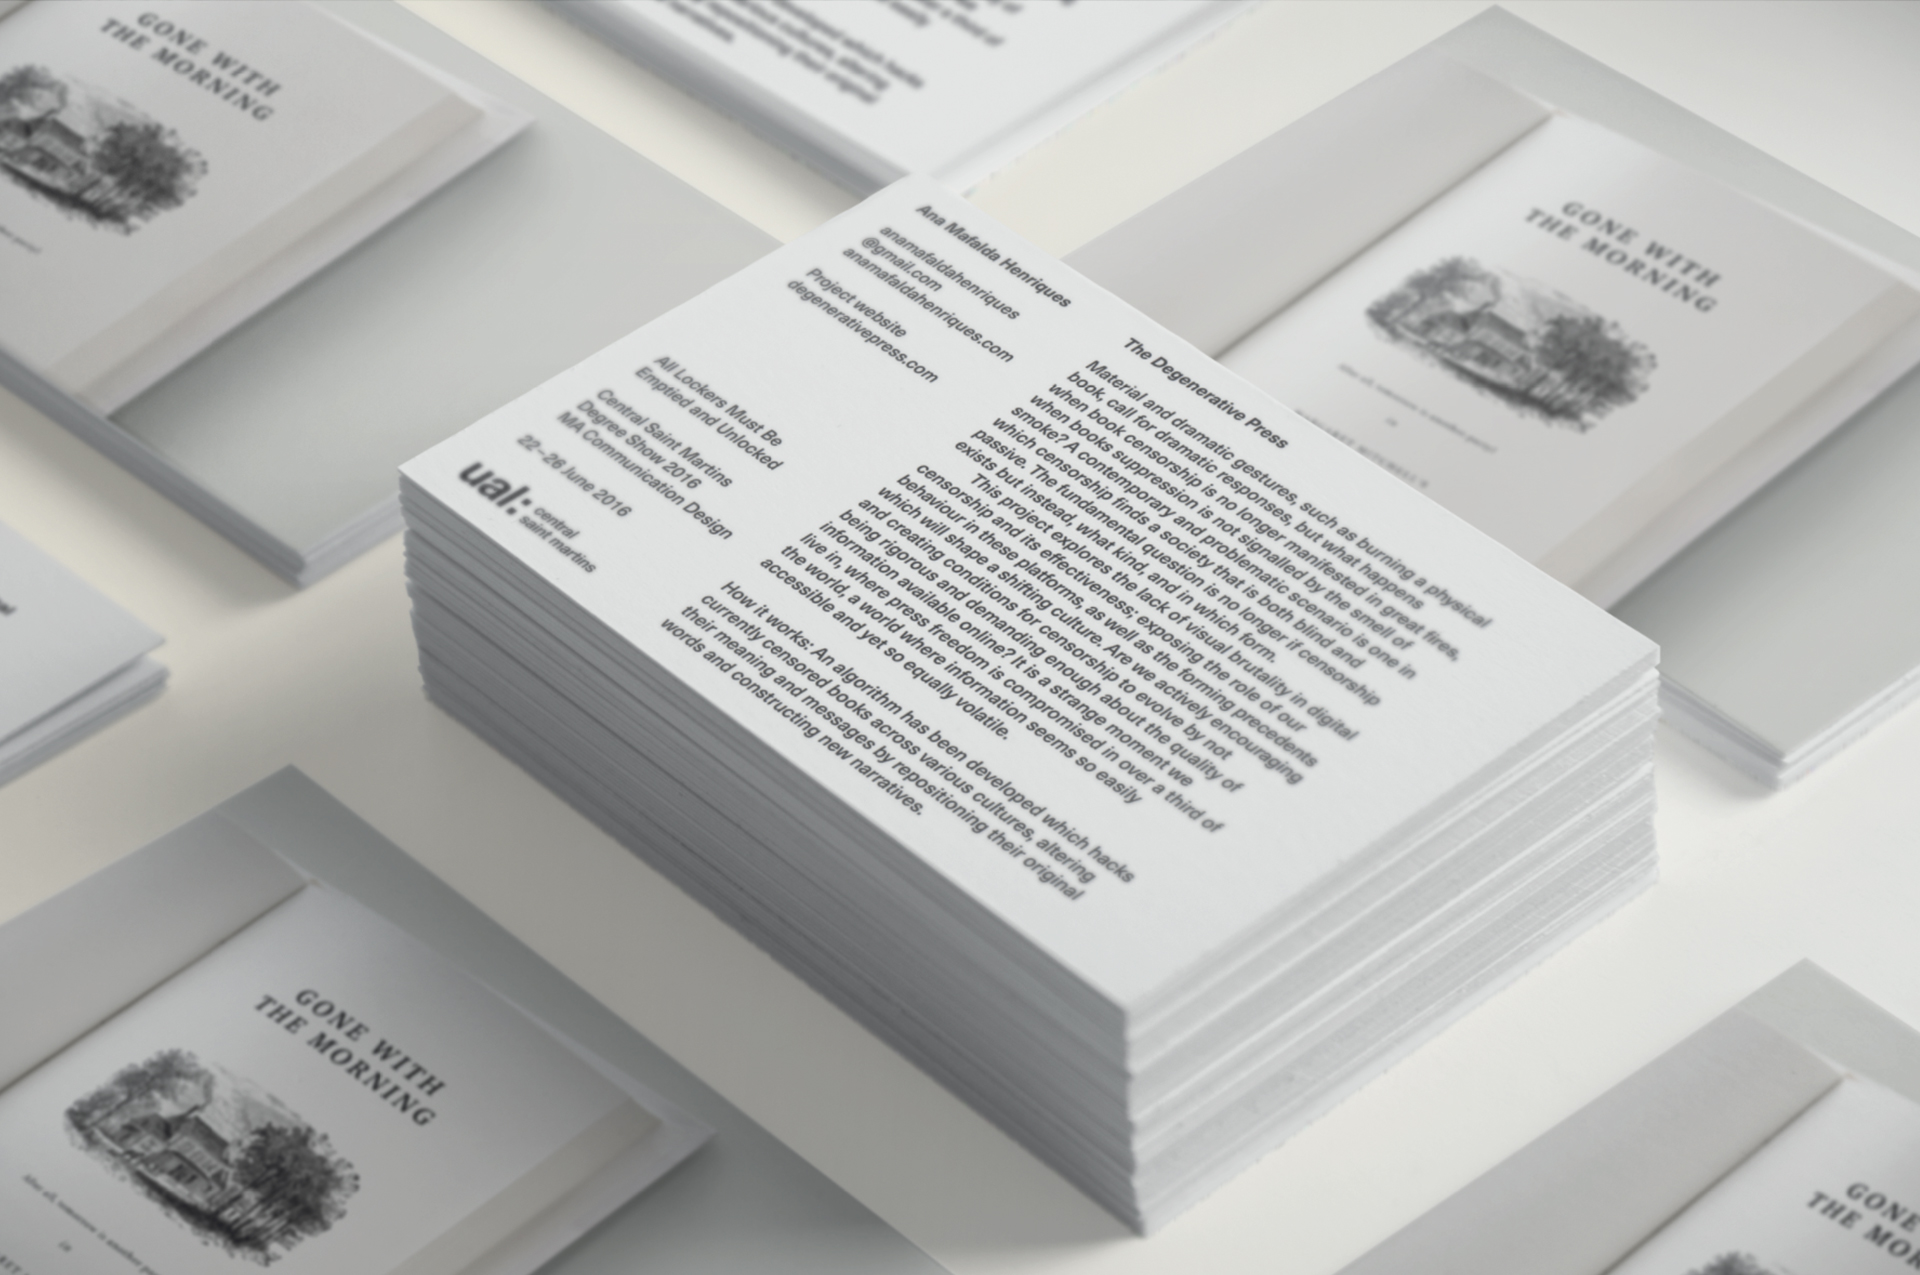 Ana Mafalda Henriques
anamafaldahenriques
@gmail.com
anamafaldahenriques.com
Project website
degenerativepress.com
All Lockers Must Be
Emptied and Unlocked
Central Saint Martins
Degree Show 2016
MA Communication Design
22–26 June 2016
ual:
central
saint martins
The Degenerative Press
Material and dramatic gestures, such as burning a physical
book, call for dramatic responses, but what happens
when book censorship is no longer manifested in great fires,
when books suppression is not signalled by the smell of
smoke? A contemporary and problematic scenario is one in
which censorship finds a society that is both blind and
passive. The fundamental question is no longer if censorship
exists but instead, what kind, and in which form.
This project explores the lack of visual brutality in digital
censorship and its effectiveness; exposing the role of our
behaviour in these platforms, as well as the forming precedents
which will shape a shifting culture. Are we actively encouraging
and creating conditions for censorship to evolve by not
being rigorous and demanding enough about the quality of
information available online? It is a strange moment we
live in, where press freedom is compromised in over a third of
the world, a world where information seems so easily
accessible and yet so equally volatile.
How it works: An algorithm has been developed which hacks
currently censored books across various cultures, altering
their meaning and messages by repositioning their original
words and constructing new narratives.
GONE WITH
THE MORNING
GONE WITH
THE MORNING
GONE WITH
THE MORNING
GONE
THE MOR